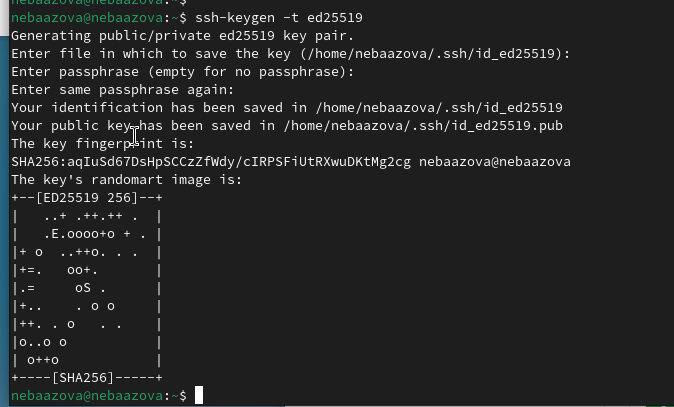 nebaazova@nebaazova:~$ ssh-keygen -t ed25519
Generating public/private ed25519 key pair.
Enter file in which to save the key (/home/nebaazova/.ssh/id_ed25519):
Enter passphrase (empty for no passphrase):
Enter same passphrase again:
Your identification has been saved in /home/nebaazova/.ssh/id_ed25519
Your public key has been saved in /home/nebaazova/.ssh/id_ed25519.pub
The key fingerprint is:
SHA256:aqIuSd67DsHpSCCzZfWdy/cIRPSFiUtRXwuDKtMg2cg nebaazova@nebaazova
The key's randomart image is:
+--[ED25519 256]--+
|   ..+ .++.++ .  |
|   .E.oooo+o + . |
|+ o  ..++o. . .  |
|+=.   oo+.       |
|.=     oS .      |
|+..    . o o     |
|++. . o   . .    |
|o..o o           |
| o++o            |
+----[SHA256]-----+
nebaazova@nebaazova:~$